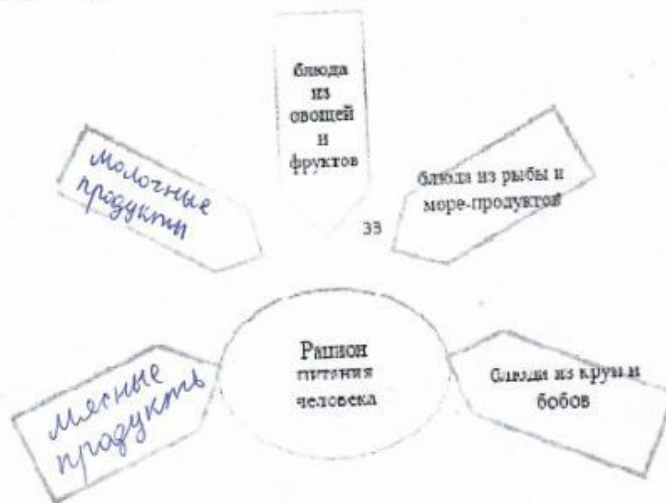 блюда
из
овощей
и
фруктов
молочные
продукты
блюда из рыбы и
море-продуктой
33
Рацион
питания
человека
мясные
продукты
блюда из круп и
бобов